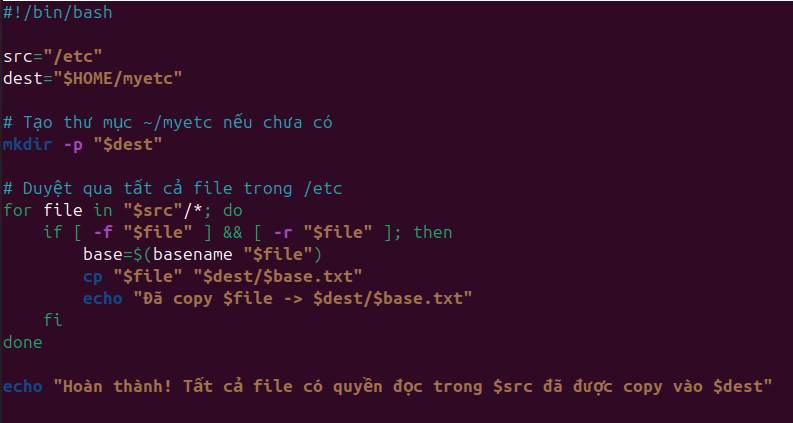 #!/bin/bash

src="/etc"
dest="$HOME/myetc"

# Tạo thư mục ~/myetc nếu chưa có
mkdir -p "$dest"

# Duyệt qua tất cả file trong /etc
for file in "$src"/*; do
    if [ -f "$file" ] && [ -r "$file" ]; then
        base=$(basename "$file")
        cp "$file" "$dest/$base.txt"
        echo "Đã copy $file -> $dest/$base.txt"
    fi
done

echo "Hoàn thành! Tất cả file có quyền đọc trong $src đã được copy vào $dest"